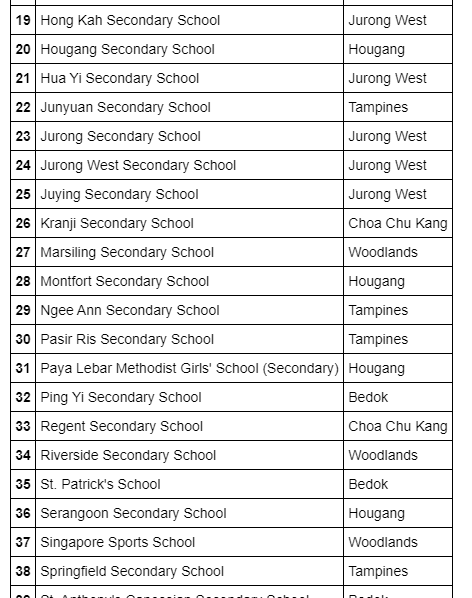 19 Hong Kah Secondary School Jurong West
20 Hougang Secondary School Hougang
21 Hua Yi Secondary School Jurong West
22 Junyuan Secondary School Tampines
23 Jurong Secondary School Jurong West
24 Jurong West Secondary School Jurong West
25 Juying Secondary School Jurong West
26 Kranji Secondary School Choa Chu Kang
27 Marsiling Secondary School Woodlands
28 Montfort Secondary School Hougang
29 Ngee Ann Secondary School Tampines
30 Pasir Ris Secondary School Tampines
31 Paya Lebar Methodist Girls' School (Secondary) Hougang
32 Ping Yi Secondary School Bedok
33 Regent Secondary School Choa Chu Kang
34 Riverside Secondary School Woodlands
35 St. Patrick's School Bedok
36 Serangoon Secondary School Hougang
37 Singapore Sports School Woodlands
38 Springfield Secondary School Tampines
39 St. Anthony's Canossian Secondary School Bedok